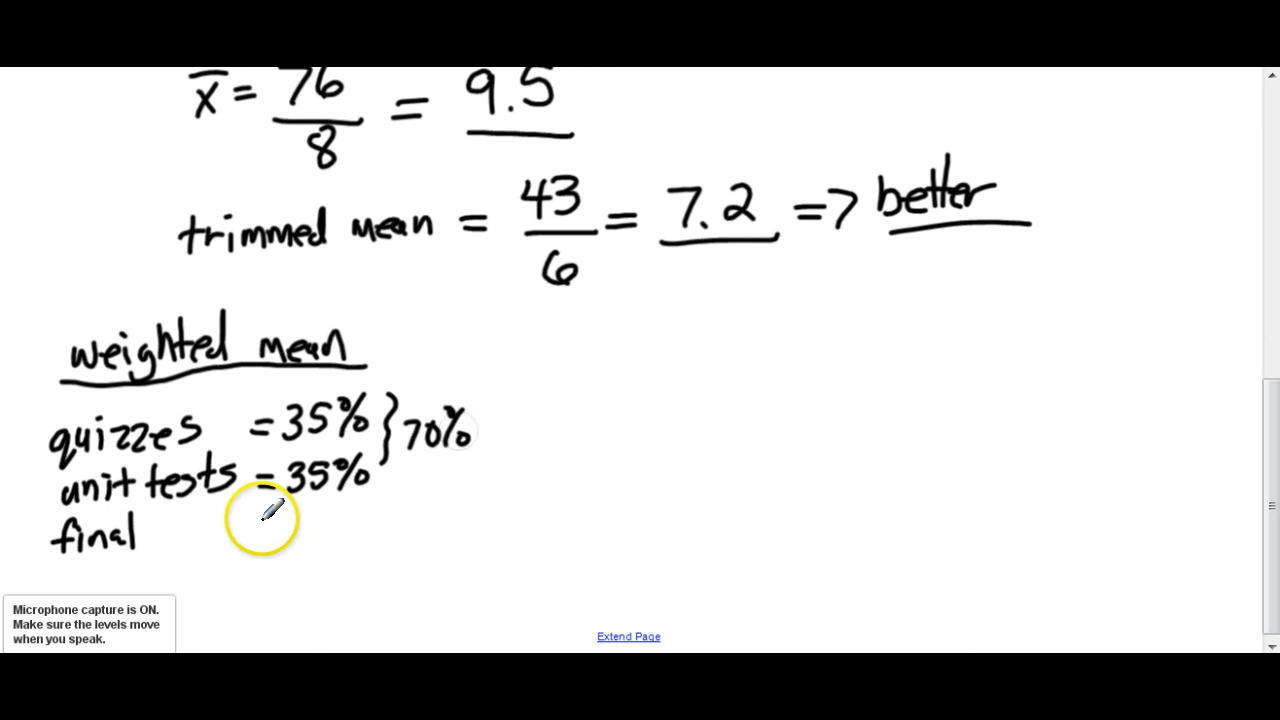 x̄ = 76/8 = 9.5
trimmed mean = 43/6 = 7.2 => better
weighted mean
quizzes = 35% } 70%
unit tests = 35%
final
Microphone capture is ON.
Make sure the levels move
when you speak.
Extend Page